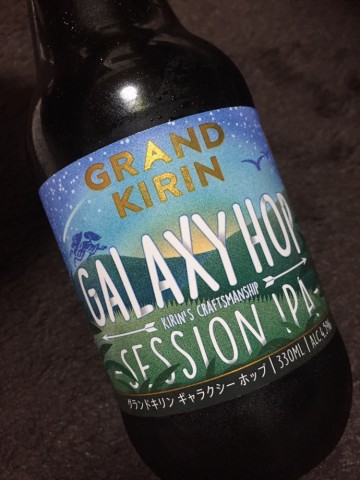 GRAND
KIRIN
GALAXY HOP
KIRIN'S CRAFTSMANSHIP
-SESSION IPA-
グランドキリン ギャラクシー ホップ | 330ML | ALC.4.5%